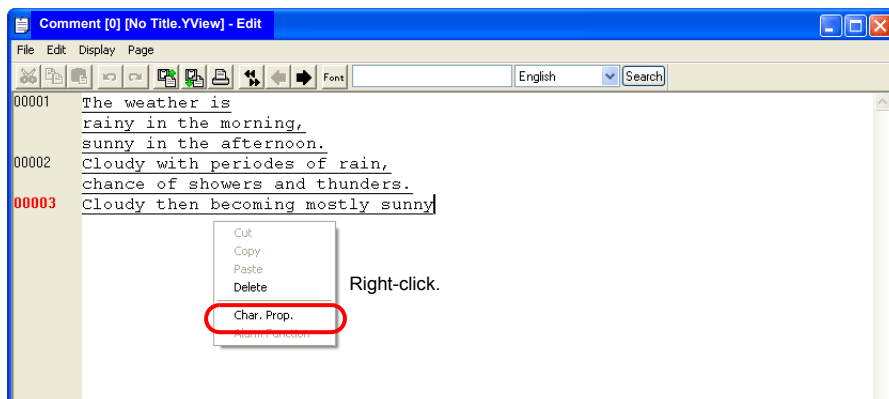 Comment [0] [No Title.YView] - Edit
File Edit Display Page
Font English Search
00001 The weather is
rainy in the morning,
sunny in the afternoon.
00002 Cloudy with periodes of rain,
chance of showers and thunders.
00003 Cloudy then becoming mostly sunny
Cut
Copy
Paste
Delete
Right-click.
Char. Prop.
Alarm Function